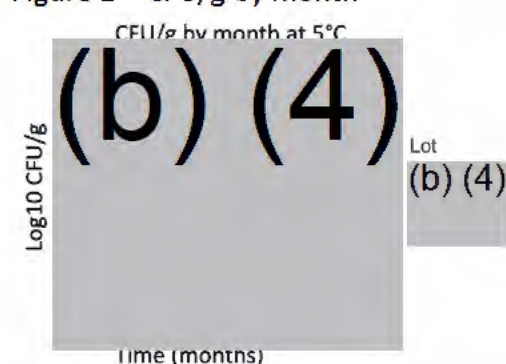 CFU/g by month at 5°C
(b) (4)
Log10 CFU/g
Lot
(b) (4)
Time (months)